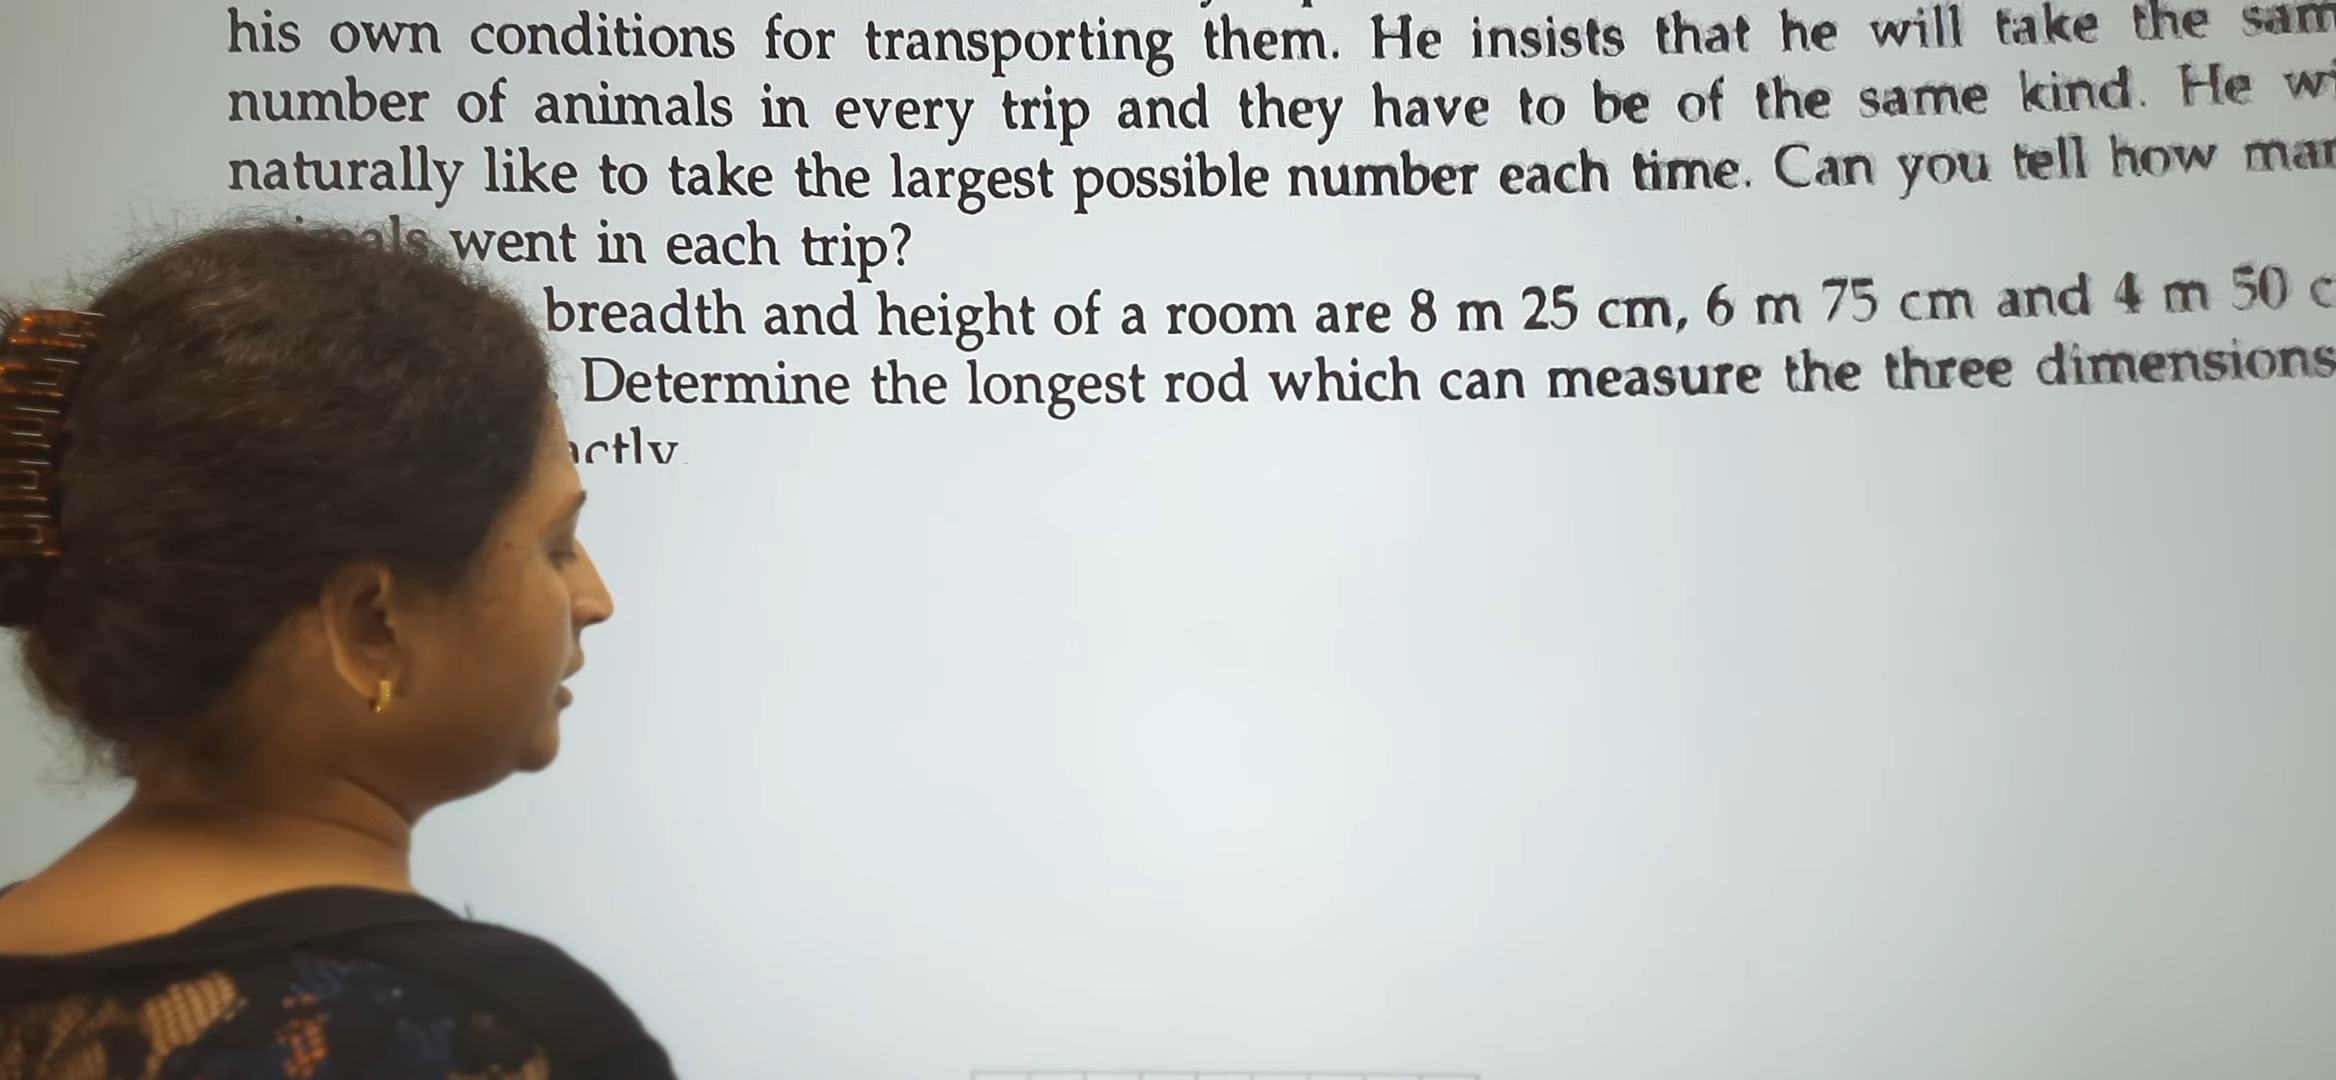 his own conditions for transporting them. He insists that he will take the
number of animals in every trip and they have to be of the same kind. He
naturally like to take the largest possible number each time. Can you tell how
went in each trip?
breadth and height of a room are 8 m 25 cm, 6 m 75 cm and 4 m 50
Determine the longest rod which can measure the three dimensions